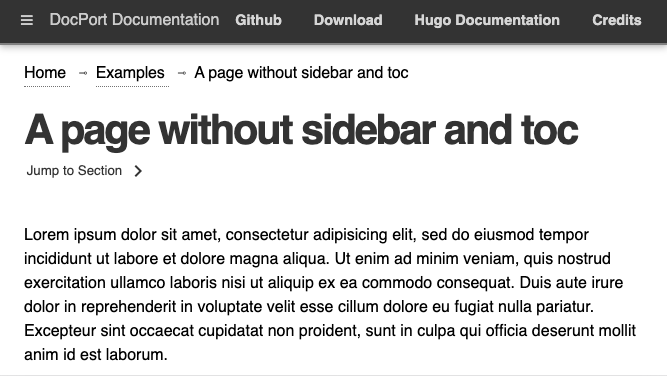 DocPort Documentation Github Download Hugo Documentation Credits
Home ⊸ Examples ⊸ A page without sidebar and toc
A page without sidebar and toc
Jump to Section
Lorem ipsum dolor sit amet, consectetur adipisicing elit, sed do eiusmod tempor
incididunt ut labore et dolore magna aliqua. Ut enim ad minim veniam, quis nostrud
exercitation ullamco laboris nisi ut aliquip ex ea commodo consequat. Duis aute irure
dolor in reprehenderit in voluptate velit esse cillum dolore eu fugiat nulla pariatur.
Excepteur sint occaecat cupidatat non proident, sunt in culpa qui officia deserunt mollit
anim id est laborum.